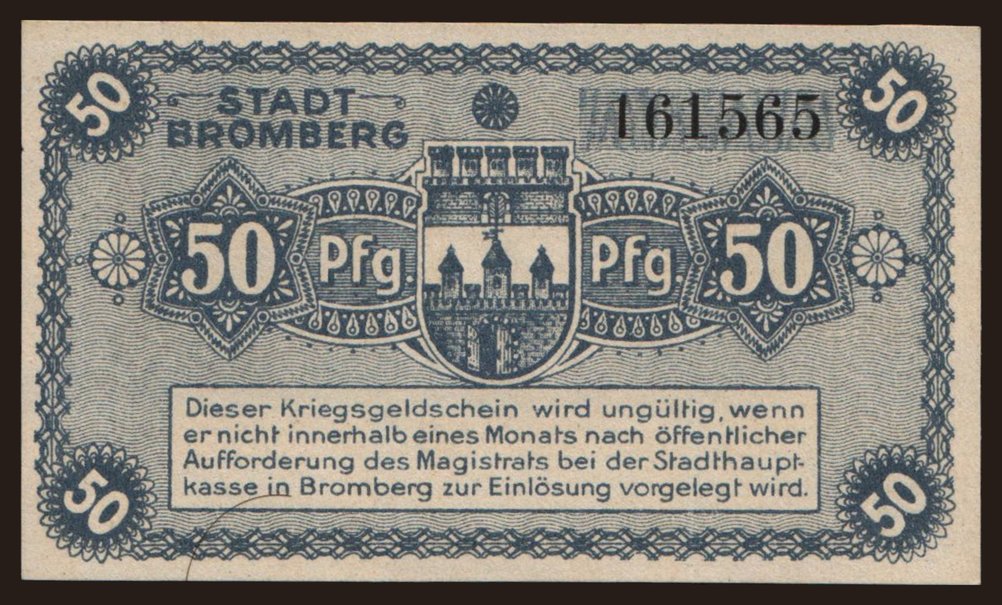 50
STADT
BROMBERG
161565
50
50 Pfg. Pfg. 50
Dieser Kriegsgeldschein wird ungültig, wenn
er nicht innerhalb eines Monats nach öffentlicher
Aufforderung des Magistrats bei der Stadthaupt-
kasse in Bromberg zur Einlösung vorgelegt wird.
50
50